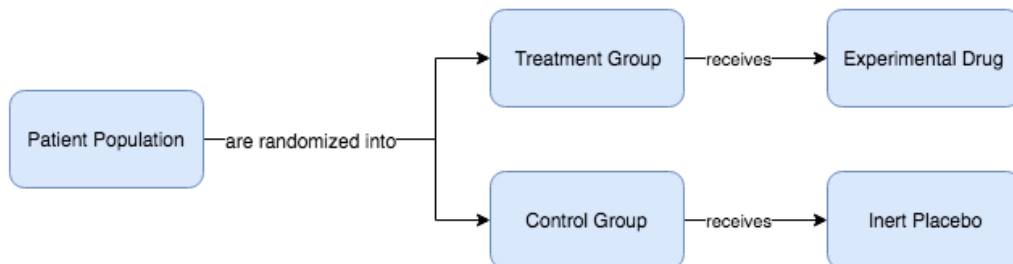 Patient Population
are randomized into
Treatment Group
receives
Experimental Drug
Control Group
receives
Inert Placebo